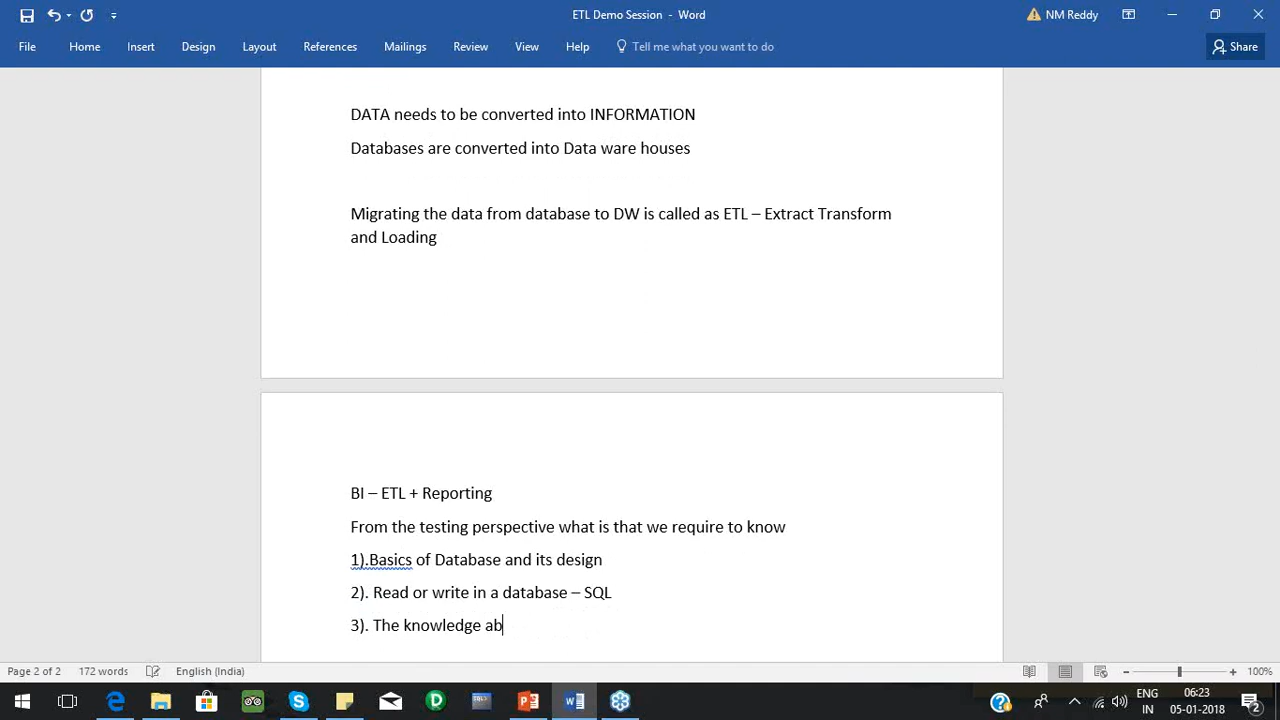 ETL Demo Session - Word
NM Reddy
File Home Insert Design Layout References Mailings Review View Help Tell me what you want to do Share
DATA needs to be converted into INFORMATION
Databases are converted into Data ware houses
Migrating the data from database to DW is called as ETL – Extract Transform
and Loading
BI – ETL + Reporting
From the testing perspective what is that we require to know
1).Basics of Database and its design
2). Read or write in a database – SQL
3). The knowledge ab
Page 2 of 2 172 words English (India) 100%
ENG 06:23
IN 05-01-2018 2